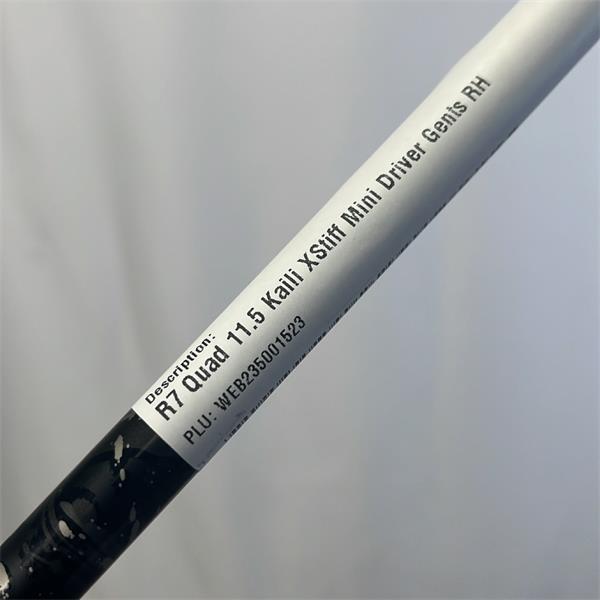 Description:
R7 Quad 11.5 Kaili XStiff Mini Driver Gents RH
PLU: WEB235001523